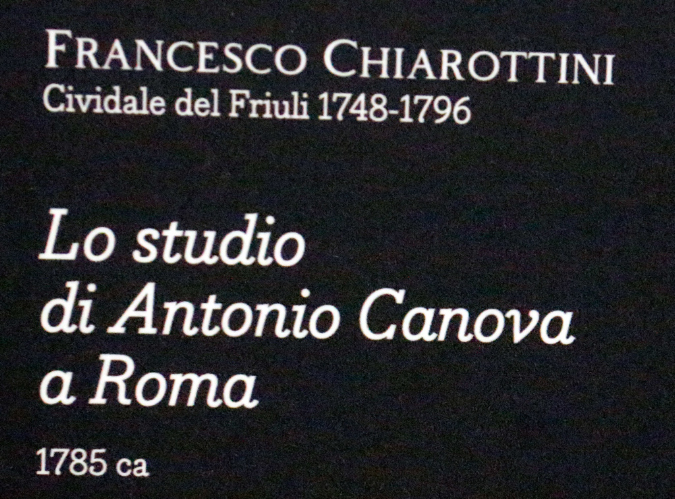 FRANCESCO CHIAROTTINI
Cividale del Friuli 1748-1796
Lo studio
di Antonio Canova
a Roma
1785 ca